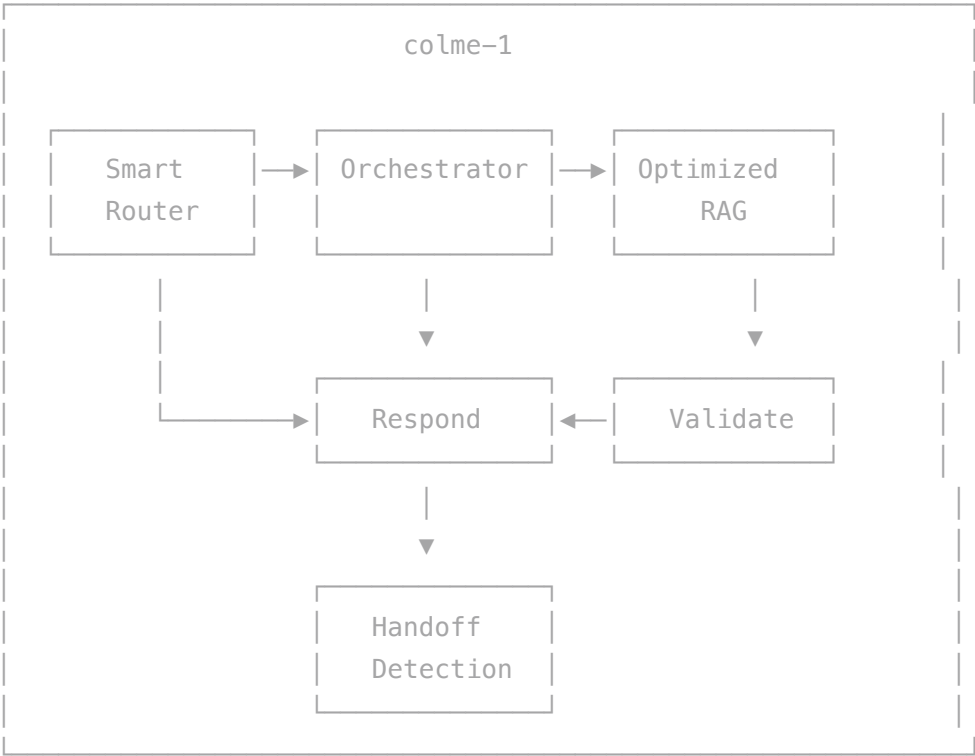 colme-1
Smart Router
Orchestrator
Optimized RAG
Respond
Validate
Handoff Detection